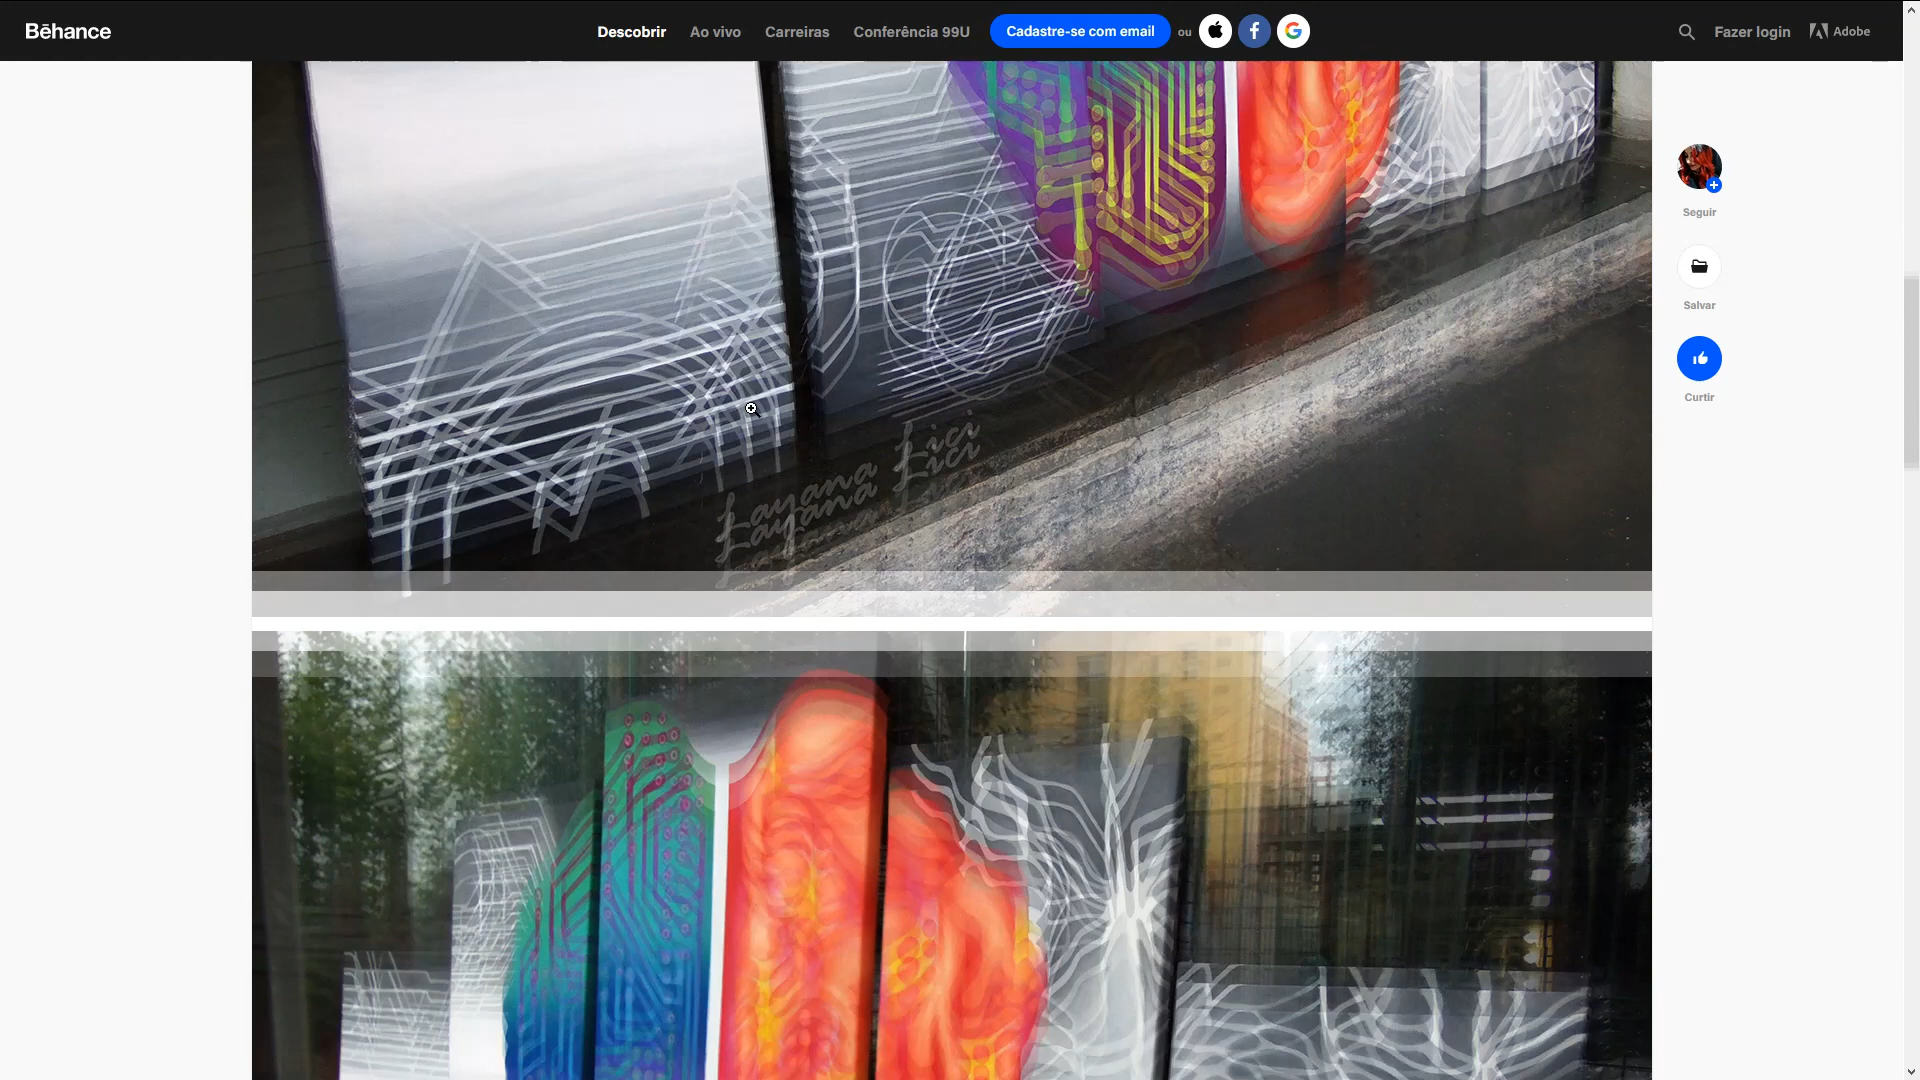 Bēhance
Descobrir
Ao vivo
Carreiras
Conferência 99U
Cadastre-se com email
ou
Fazer login
Adobe
Seguir
Salvar
Curtir
Layana Lici
Layana Lici